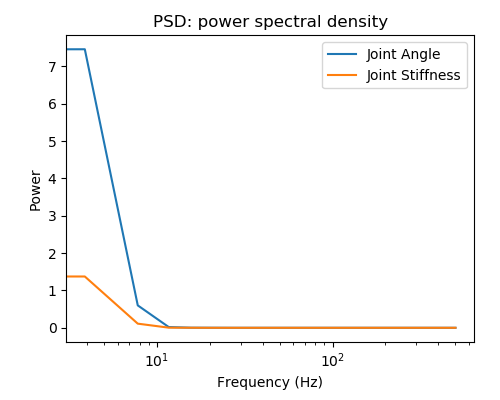 PSD: power spectral density
Joint Angle
Joint Stiffness
7
6
5
4
3
2
1
0
Power
10¹
10²
Frequency (Hz)